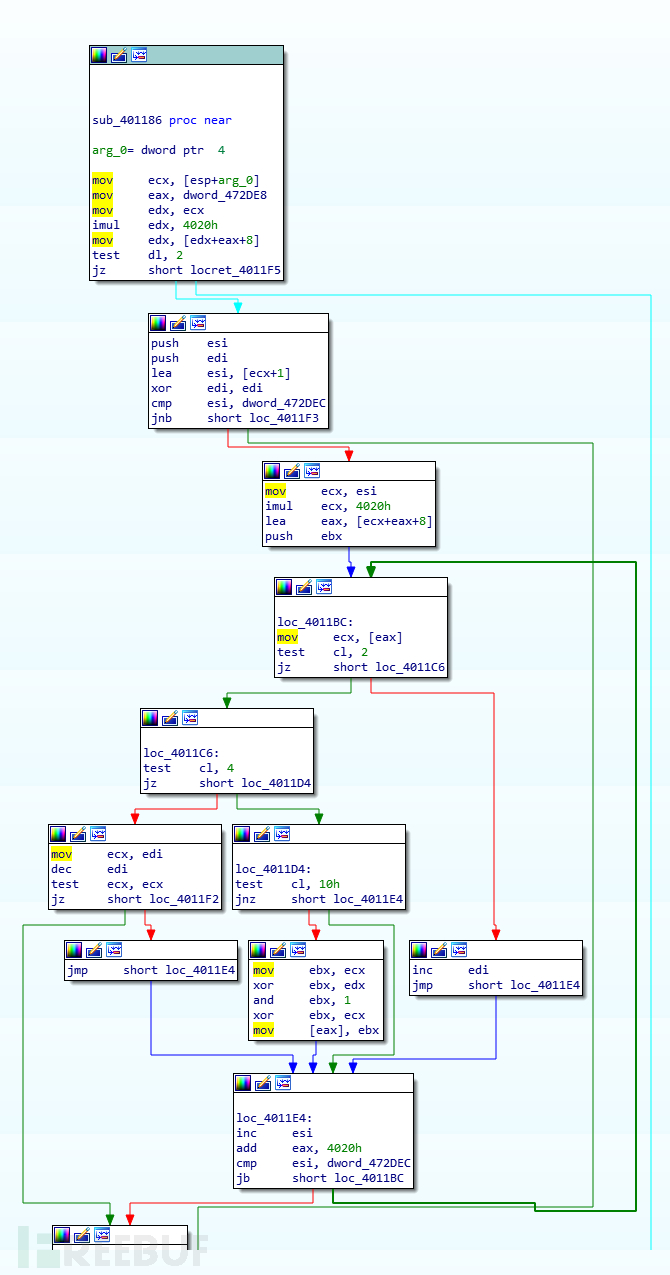 sub_401186 proc near
arg_0= dword ptr  4
mov     ecx, [esp+arg_0]
mov     eax, dword_472DE8
mov     edx, ecx
imul    edx, 4020h
mov     edx, [edx+eax+8]
test    dl, 2
jz      short locret_4011F5
push    esi
push    edi
lea     esi, [ecx+1]
xor     edi, edi
cmp     esi, dword_472DEC
jnb     short loc_4011F3
mov     ecx, esi
imul    ecx, 4020h
lea     eax, [ecx+eax+8]
push    ebx
loc_4011BC:
mov     ecx, [eax]
test    cl, 2
jz      short loc_4011C6
loc_4011C6:
test    cl, 4
jz      short loc_4011D4
mov     ecx, edi
dec     edi
test    ecx, ecx
jz      short loc_4011F2
loc_4011D4:
test    cl, 10h
jnz     short loc_4011E4
jmp     short loc_4011E4
mov     ebx, ecx
xor     ebx, edx
and     ebx, 1
xor     ebx, ecx
mov     [eax], ebx
inc     edi
jmp     short loc_4011E4
loc_4011E4:
inc     esi
add     eax, 4020h
cmp     esi, dword_472DEC
jb      short loc_4011BC
FREEBUF